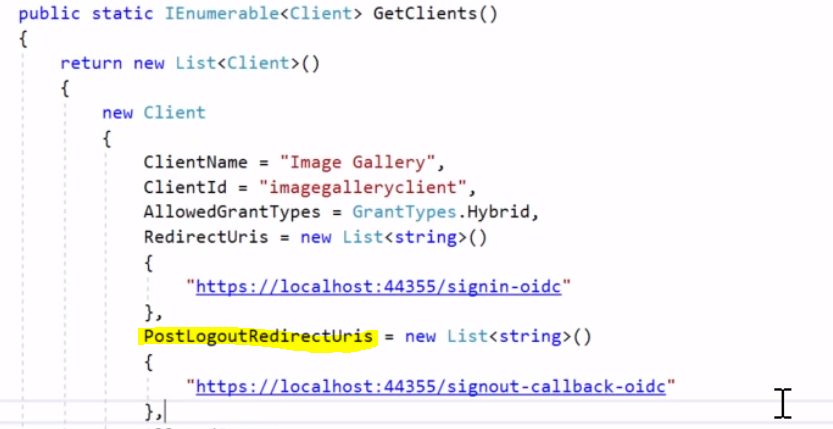 public static IEnumerable<Client> GetClients()
{
return new List<Client>()
{
new Client
{
ClientName = "Image Gallery",
ClientId = "imagegalleryclient",
AllowedGrantTypes = GrantTypes.Hybrid,
RedirectUris = new List<string>()
{
"https://localhost:44355/signin-oidc"
},
PostLogoutRedirectUris = new List<string>()
{
"https://localhost:44355/signout-callback-oidc"
},